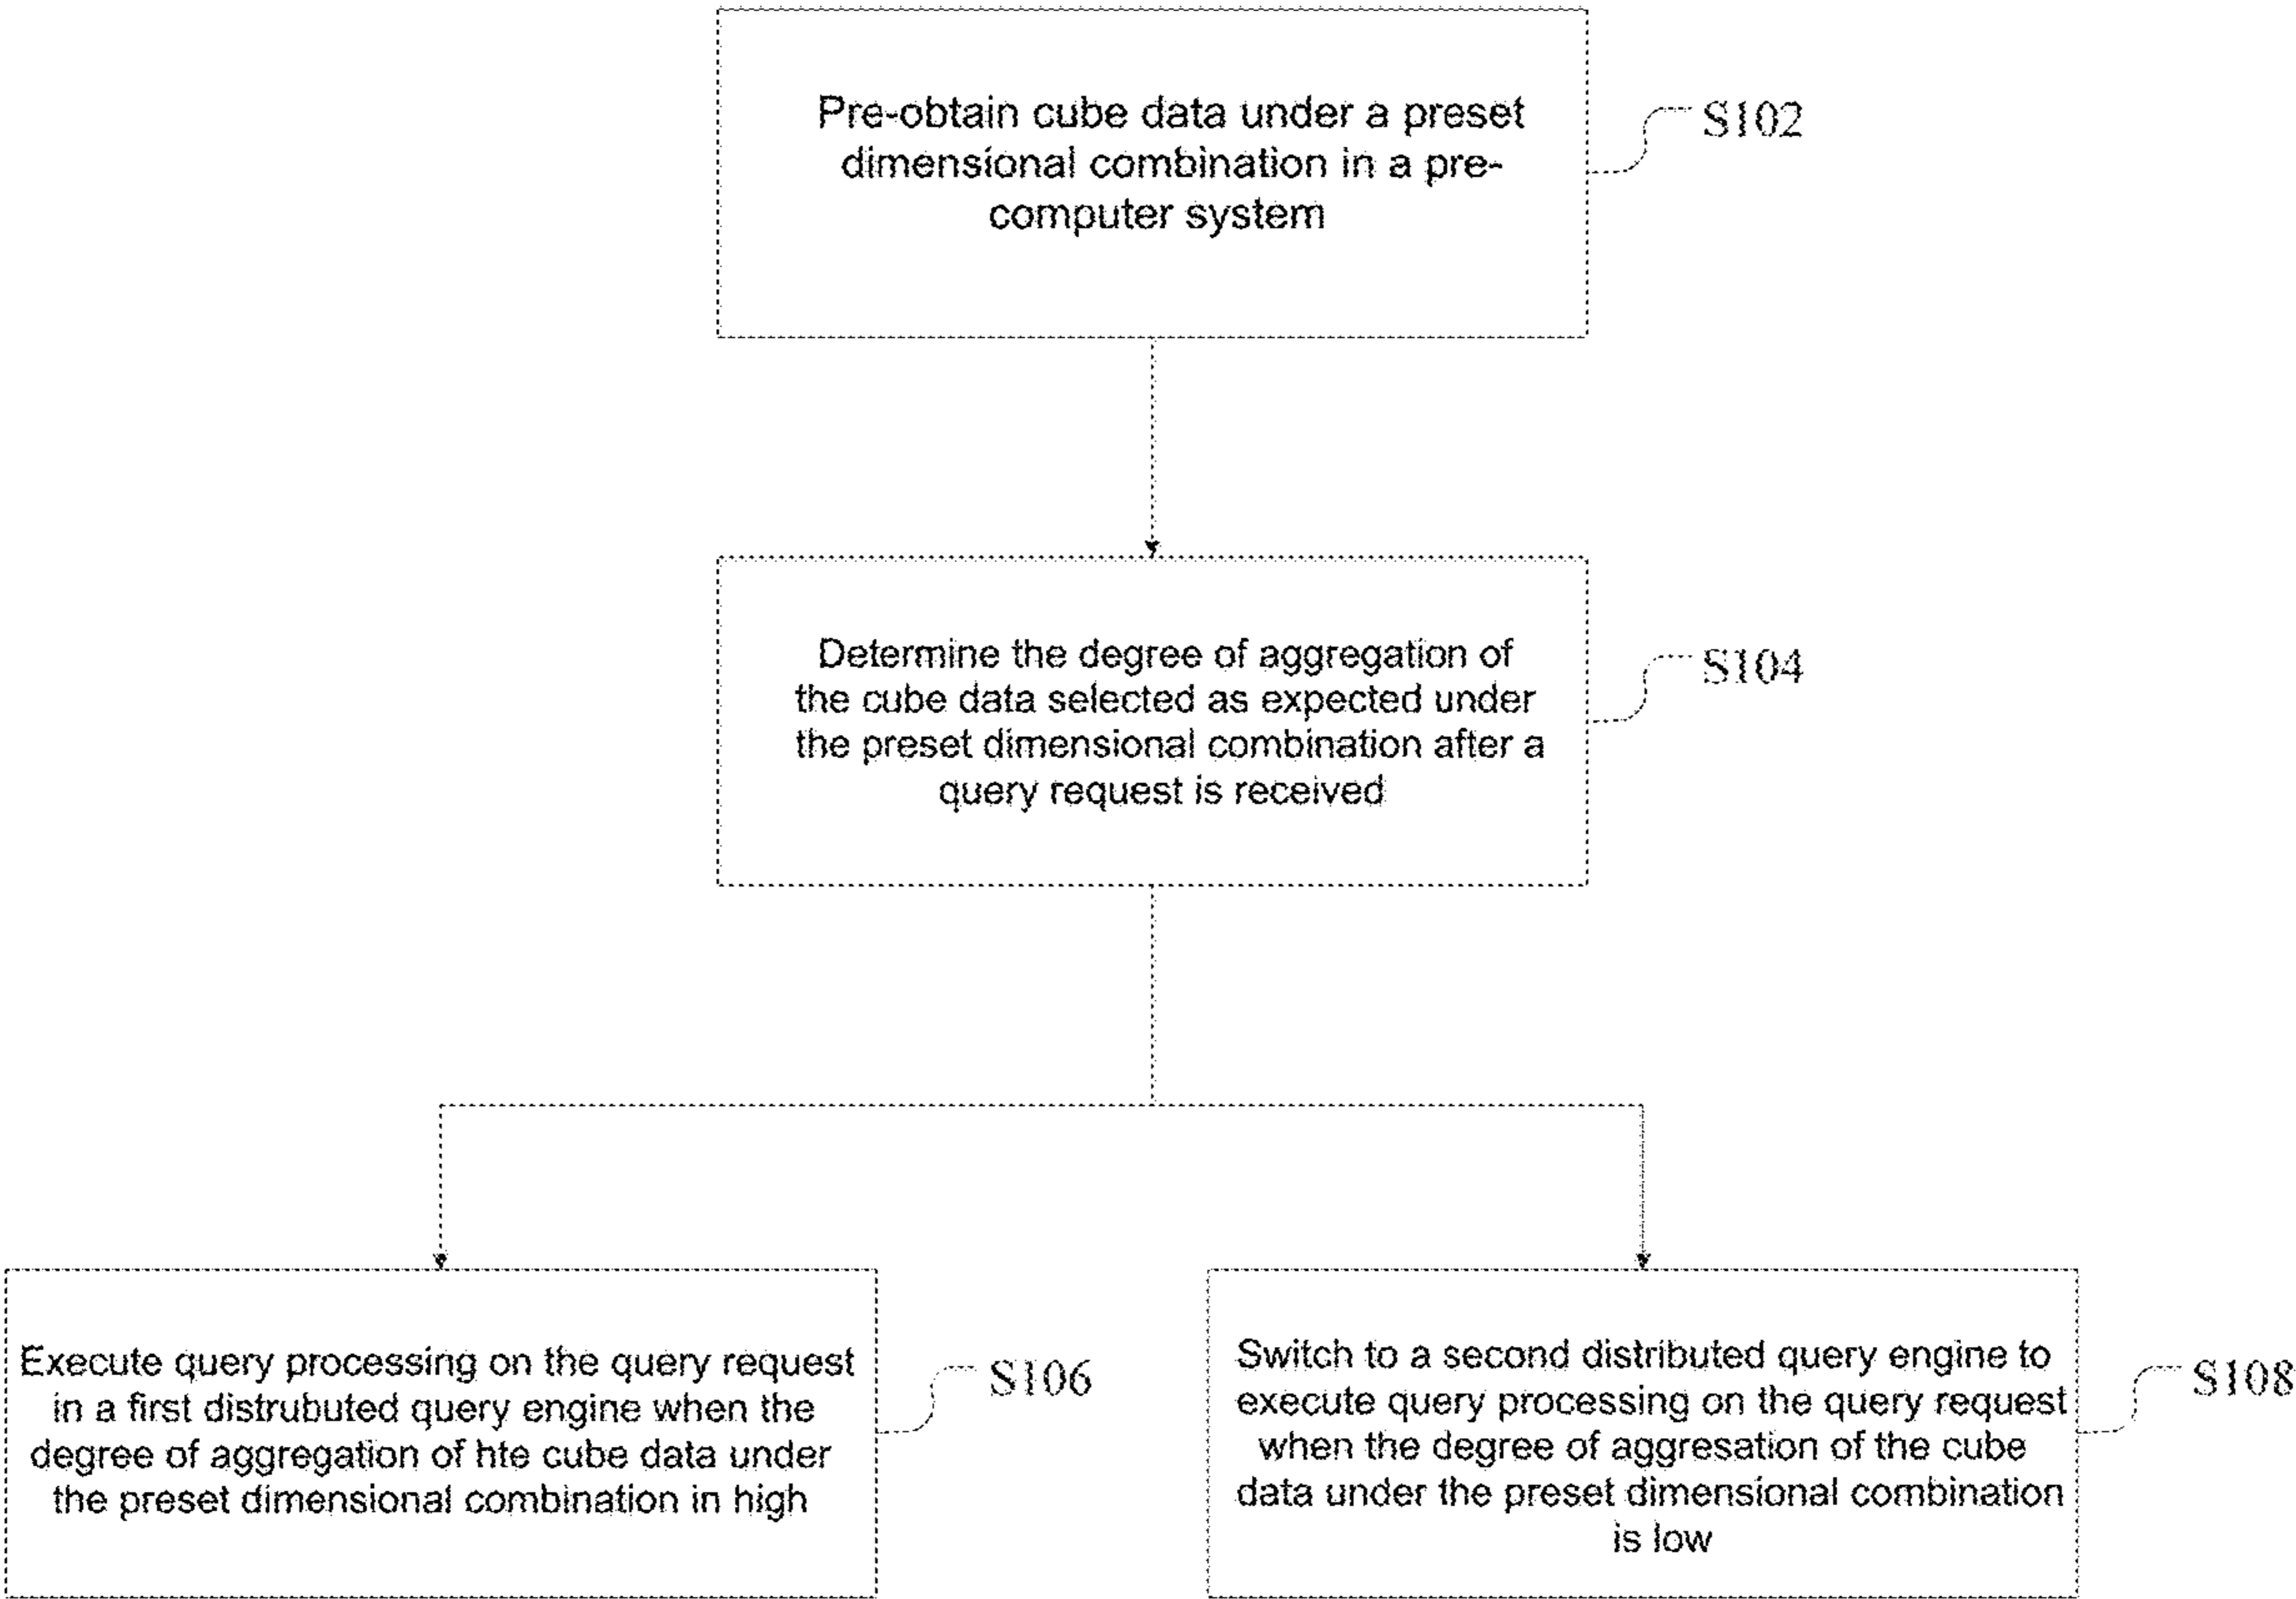 Pre-obtain cube data under a preset
dimensional combination in a pre-
computer system
S102
Determine the degree of aggregation of
the cube data selected as expected under
the preset dimensional combination after a
query request is received
S104
Execute query processing on the query request
in a first distrubuted query engine when the
degree of aggregation of hte cube data under
the preset dimensional combination in high
S106
Switch to a second distributed query engine to
execute query processing on the query request
when the degree of aggresation of the cube
data under the preset dimensional combination
is low
S108